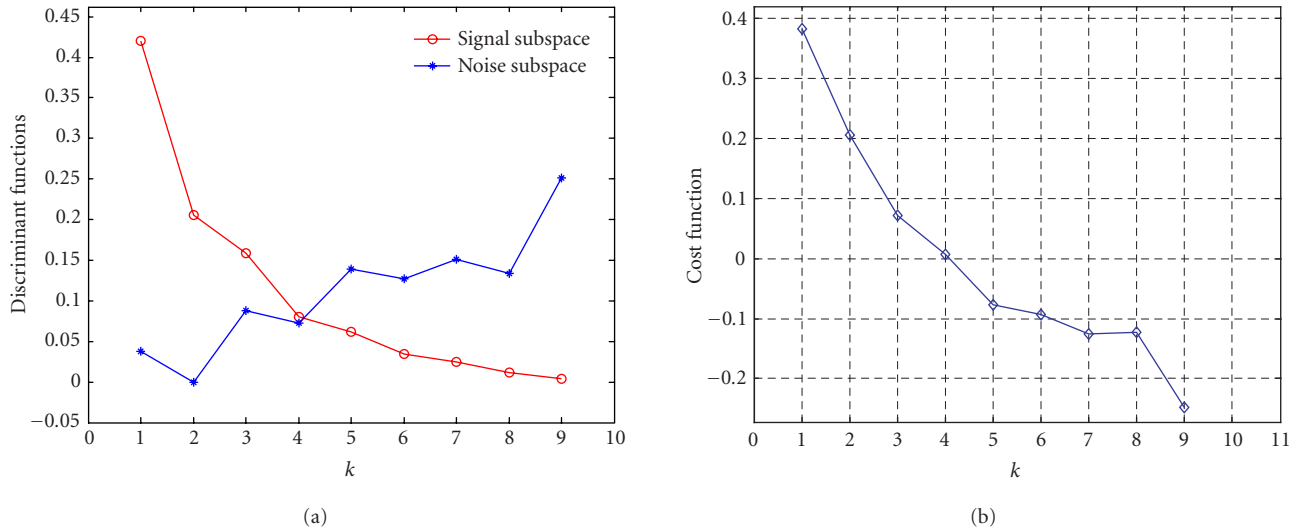 0.45
0.4
0.35
0.3
0.25
0.2
0.15
0.1
0.05
0
−0.05
Discriminant functions
Signal subspace
Noise subspace
0 1 2 3 4 5 6 7 8 9 10
k
(a)
0.4
0.3
0.2
0.1
0
−0.1
−0.2
Cost function
0 1 2 3 4 5 6 7 8 9 10 11
k
(b)